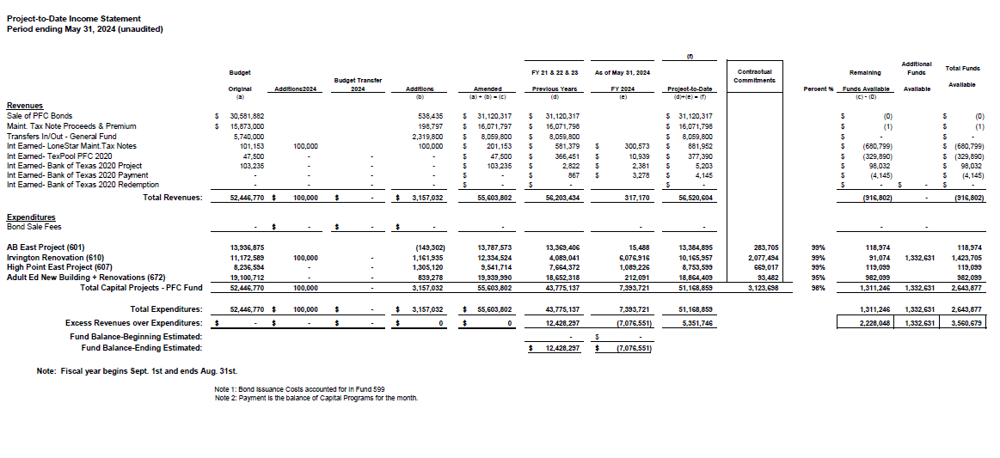 Project-to-Date Income Statement
Period ending May 31, 2024 (unaudited)
(f)
Budget FY 21 & 22 & 23 As of May 31, 2024 Contractual Commitments Remaining Additional Funds Total Funds
Original Additions2024 Budget Transfer 2024 Additions Amended Previous Years FY 2024 Project-to-Date Percent % Funds Available Available Available
(a) (b) (a) + (b) = (c) (d) (e) (d)+(e) = (f) (c) - (D)
Revenues
Sale of PFC Bonds $ 30,581,882 538,435 $ 31,120,317 $ 31,120,317 $ 31,120,317 $ (0) $ (0)
Maint. Tax Note Proceeds & Premium $ 15,873,000 198,797 $ 16,071,797 $ 16,071,798 $ 16,071,798 $ (1) $ (1)
Transfers In/Out - General Fund 5,740,000 2,319,800 $ 8,059,800 $ 8,059,800 $ 8,059,800 $ - $ -
Int Earned- LoneStar Maint.Tax Notes 101,153 100,000 100,000 $ 201,153 $ 581,379 $ 300,573 $ 881,952 $ (680,799) $ (680,799)
Int Earned- TexPool PFC 2020 47,500 - - - $ 47,500 $ 366,451 $ 10,939 $ 377,390 $ (329,890) $ (329,890)
Int Earned- Bank of Texas 2020 Project 103,235 - - - $ 103,235 $ 2,822 $ 2,381 $ 5,203 $ 98,032 $ 98,032
Int Earned- Bank of Texas 2020 Payment - - - - $ - $ 867 $ 3,278 $ 4,145 $ (4,145) $ (4,145)
Int Earned- Bank of Texas 2020 Redemption - - - - $ - $ - $ - $ - $ - $ -
Total Revenues: 52,446,770 $ 100,000 $ - $ 3,157,032 55,603,802 56,203,434 317,170 56,520,604 (916,802) - (916,802)
Expenditures
Bond Sale Fees - $ - $ - $ - - - - - -
AB East Project (601) 13,936,875 (149,302) 13,787,573 13,369,406 15,488 13,384,895 283,705 99% 118,974 118,974
Irvington Renovation (610) 11,172,589 100,000 - 1,161,935 12,334,524 4,089,041 6,076,916 10,165,957 2,077,494 99% 91,074 1,332,631 1,423,705
High Point East Project (607) 8,236,594 - 1,305,120 9,541,714 7,664,372 1,089,226 8,753,599 669,017 99% 119,099 119,099
Adult Ed New Building + Renovations (672) 19,100,712 - - 839,278 19,939,990 18,652,318 212,091 18,864,409 93,482 95% 982,099 982,099
Total Capital Projects - PFC Fund 52,446,770 100,000 3,157,032 55,603,802 43,775,137 7,393,721 51,168,859 3,123,698 98% 1,311,246 1,332,631 2,643,877
Total Expenditures: 52,446,770 $ 100,000 $ - $ 3,157,032 $ 55,603,802 43,775,137 7,393,721 51,168,859 1,311,246 1,332,631 2,643,877
Excess Revenues over Expenditures: $ - $ - $ - $ 0 $ 0 12,428,297 (7,076,551) 5,351,746 2,228,048 1,332,631 3,560,679
Fund Balance-Beginning Estimated: - $ -
Fund Balance-Ending Estimated: $ 12,428,297 $ (7,076,551)
Note: Fiscal year begins Sept. 1st and ends Aug. 31st.
Note 1: Bond Issuance Costs accounted for in Fund 599
Note 2: Payment is the balance of Capital Programs for the month.